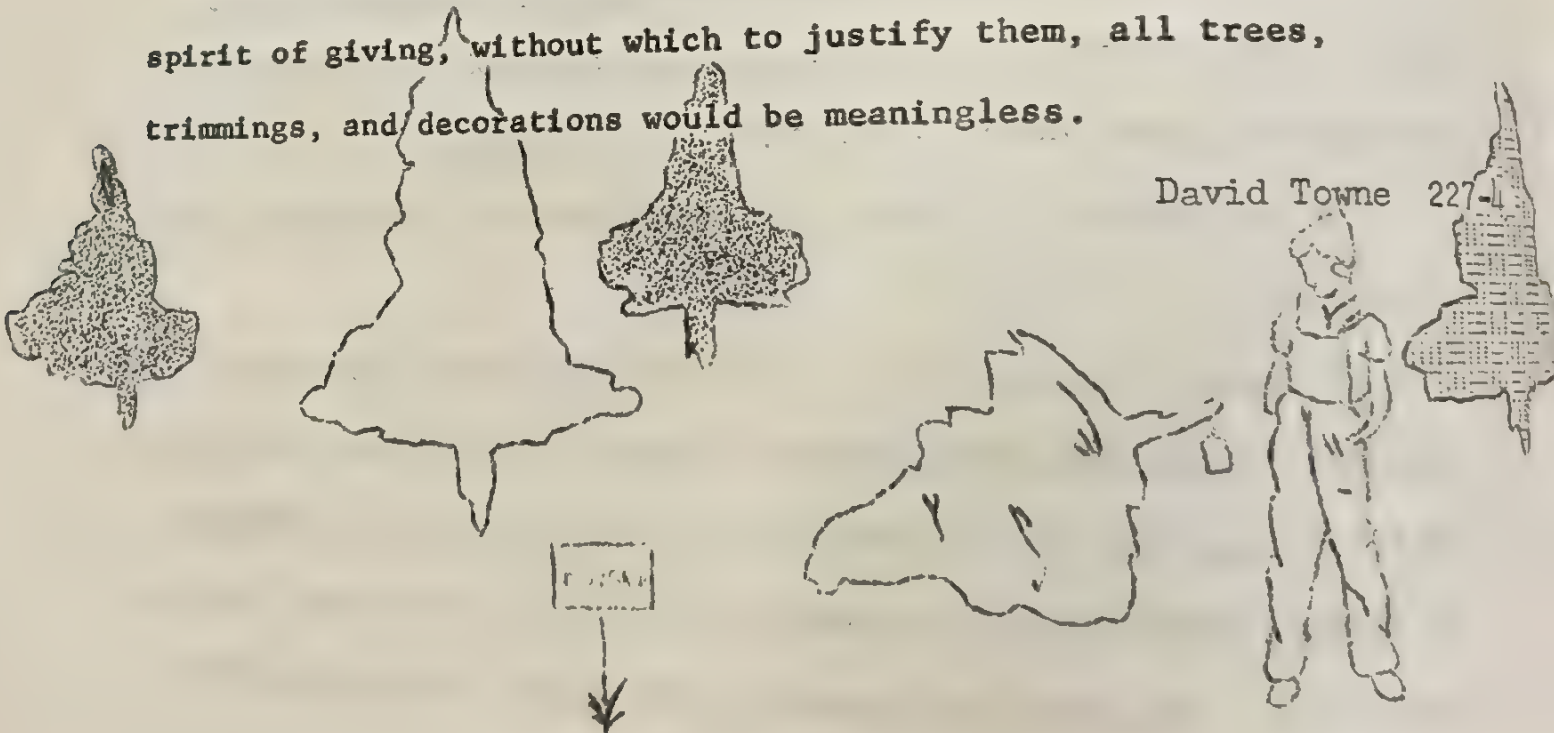 spirit of giving, without which to justify them, all trees,
trimmings, and decorations would be meaningless.
David Towne 227-4